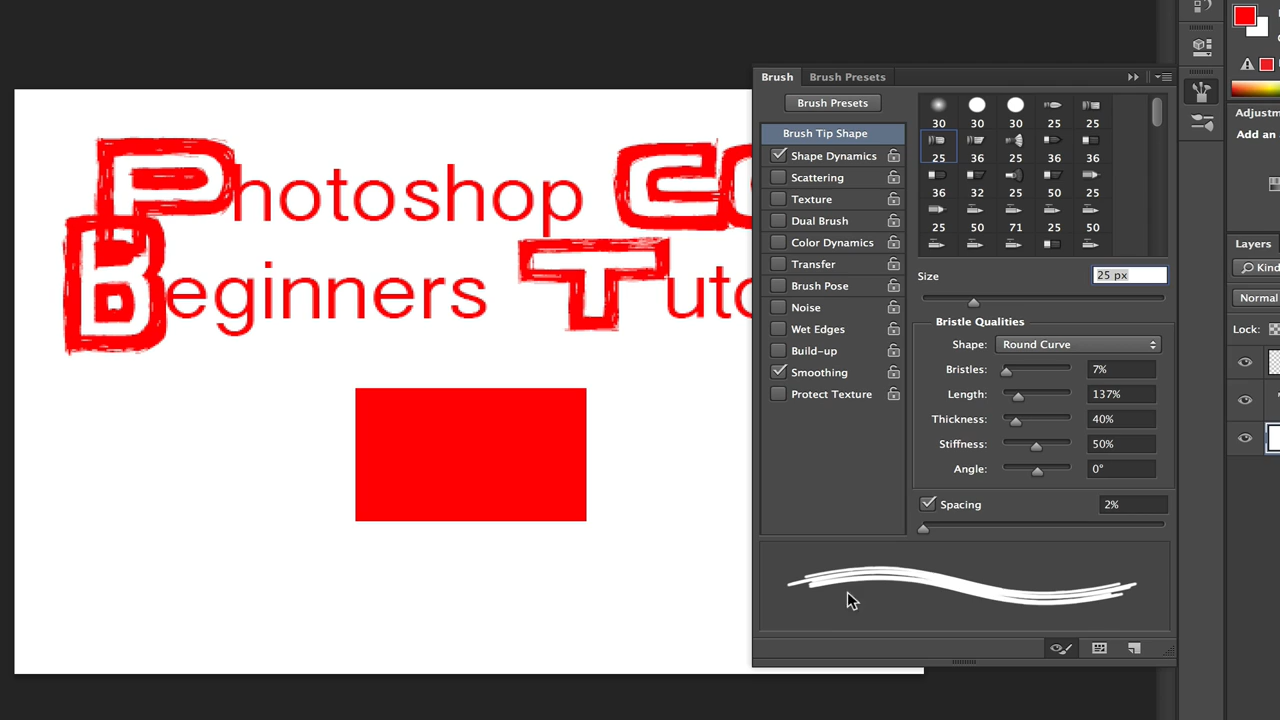 Photoshop
Beginners Tuto
Brush Brush Presets
Brush Presets
Brush Tip Shape
Shape Dynamics
Scattering
Texture
Dual Brush
Color Dynamics
Transfer
Brush Pose
Noise
Wet Edges
Build-up
Smoothing
Protect Texture
30 30 30 25 25
25 36 25 36 36
36 32 25 50 25
25 50 71 25 50
Size 25 px
Bristle Qualities
Shape: Round Curve
Bristles: 7%
Length: 137%
Thickness: 40%
Stiffness: 50%
Angle: 0°
Spacing 2%
Adjustm
Add an
Layers
Kind
Normal
Lock: